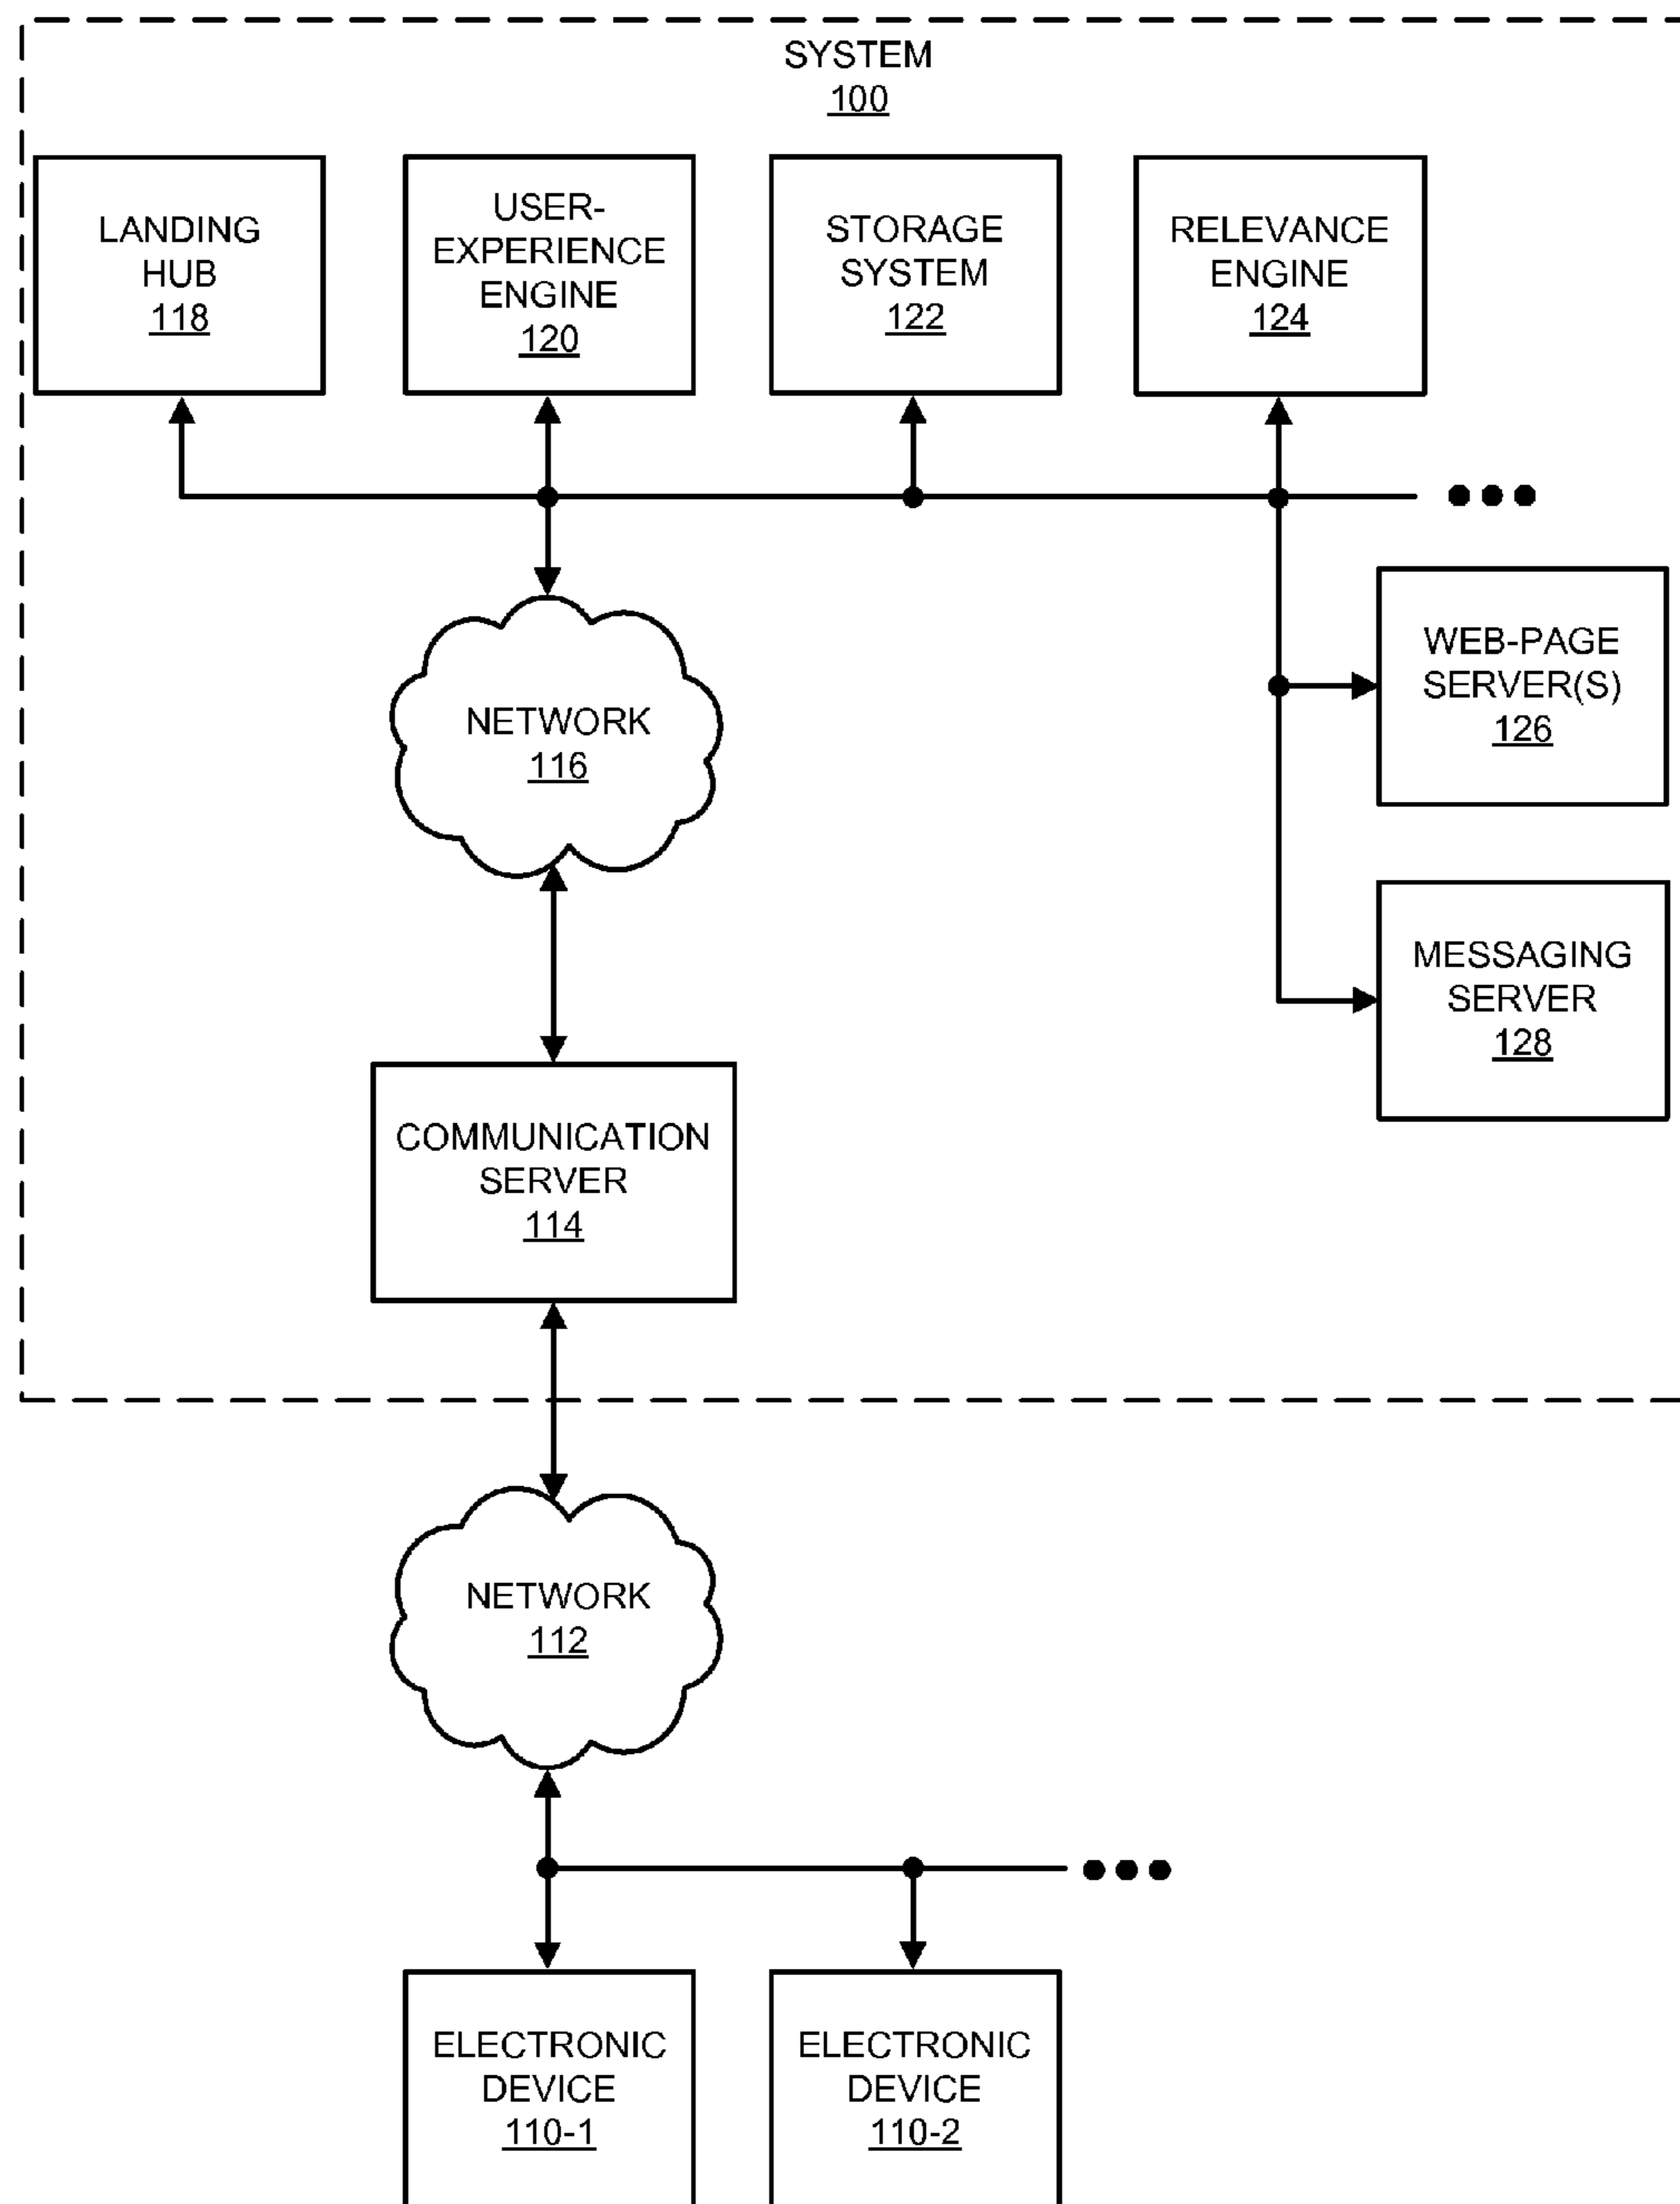 SYSTEM
100
LANDING
HUB
118
USER-
EXPERIENCE
ENGINE
120
STORAGE
SYSTEM
122
RELEVANCE
ENGINE
124
NETWORK
116
WEB-PAGE
SERVER(S)
126
MESSAGING
SERVER
128
COMMUNICATION
SERVER
114
NETWORK
112
ELECTRONIC
DEVICE
110-1
ELECTRONIC
DEVICE
110-2